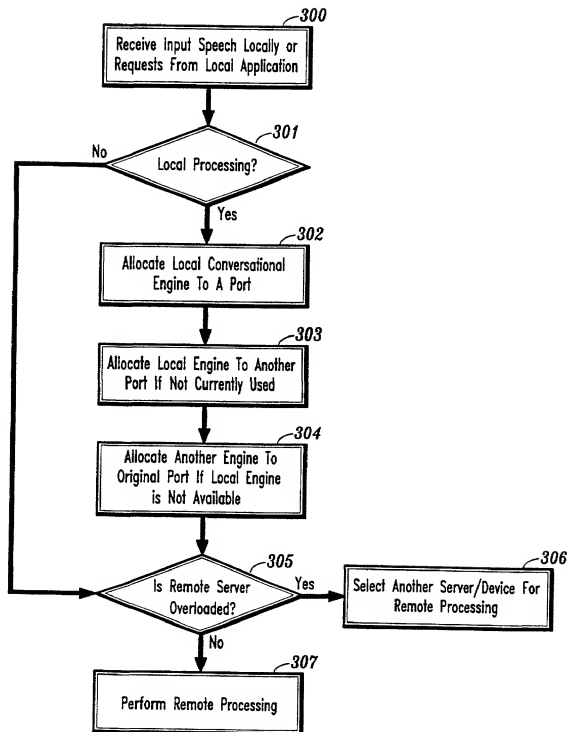 300
Receive Input Speech Locally or
Requests From Local Application
301
No
Local Processing?
Yes
302
Allocate Local Conversational
Engine To A Port
303
Allocate Local Engine To Another
Port If Not Currently Used
304
Allocate Another Engine To
Original Port If Local Engine
is Not Available
305
Is Remote Server
Overloaded?
Yes
306
Select Another Server/Device For
Remote Processing
No
307
Perform Remote Processing